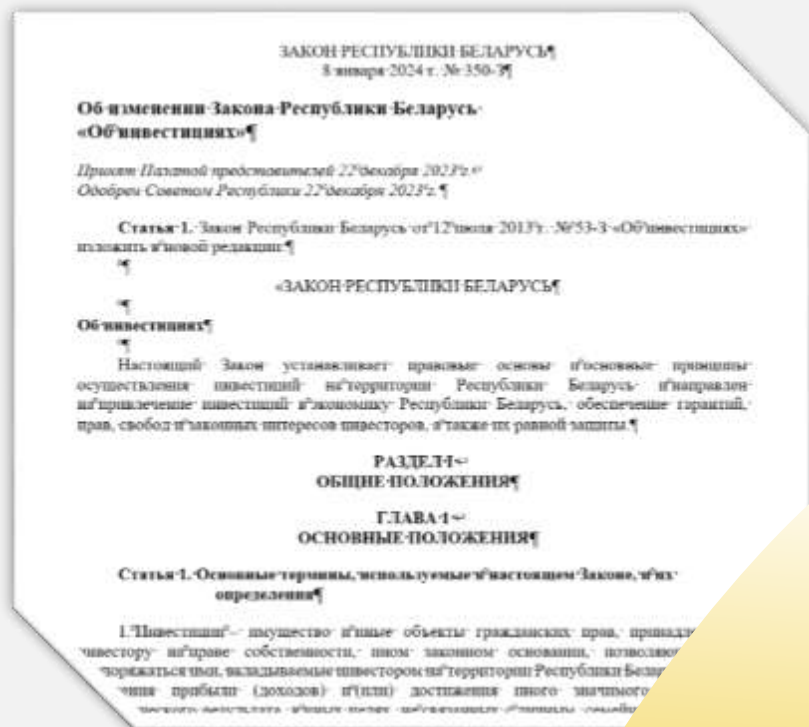 ЗАКОН РЕСПУБЛИКИ БЕЛАРУСЬ¶
8 января 2024 г. № 350-З¶
Об изменении Закона Республики Беларусь
«Об инвестициях»¶
Принят Палатой представителей 22 декабря 2023 г.↵
Одобрен Советом Республики 22 декабря 2023 г.¶
Статья 1. Закон Республики Беларусь от 12 июля 2013 г. № 53-З «Об инвестициях»
изложить в новой редакции:¶
¶
«ЗАКОН РЕСПУБЛИКИ БЕЛАРУСЬ¶
¶
Об инвестициях¶
¶
Настоящий Закон устанавливает правовые основы и основные принципы
осуществления инвестиций на территории Республики Беларусь и направлен
на привлечение инвестиций в экономику Республики Беларусь, обеспечение гарантий,
прав, свобод и законных интересов инвесторов, а также их равной защиты.¶
РАЗДЕЛ I↵
ОБЩИЕ ПОЛОЖЕНИЯ¶
ГЛАВА 1↵
ОСНОВНЫЕ ПОЛОЖЕНИЯ¶
Статья 1. Основные термины, используемые в настоящем Законе, и их
определения¶
1. Инвестиции – имущество и иные объекты гражданских прав, принадл
инвестору на праве собственности, ином законном основании, позволяю
поряжаться ими, вкладываемые инвестором на территории Республики Бела
ния прибыли (доходов) и (или) достижения иного значимого